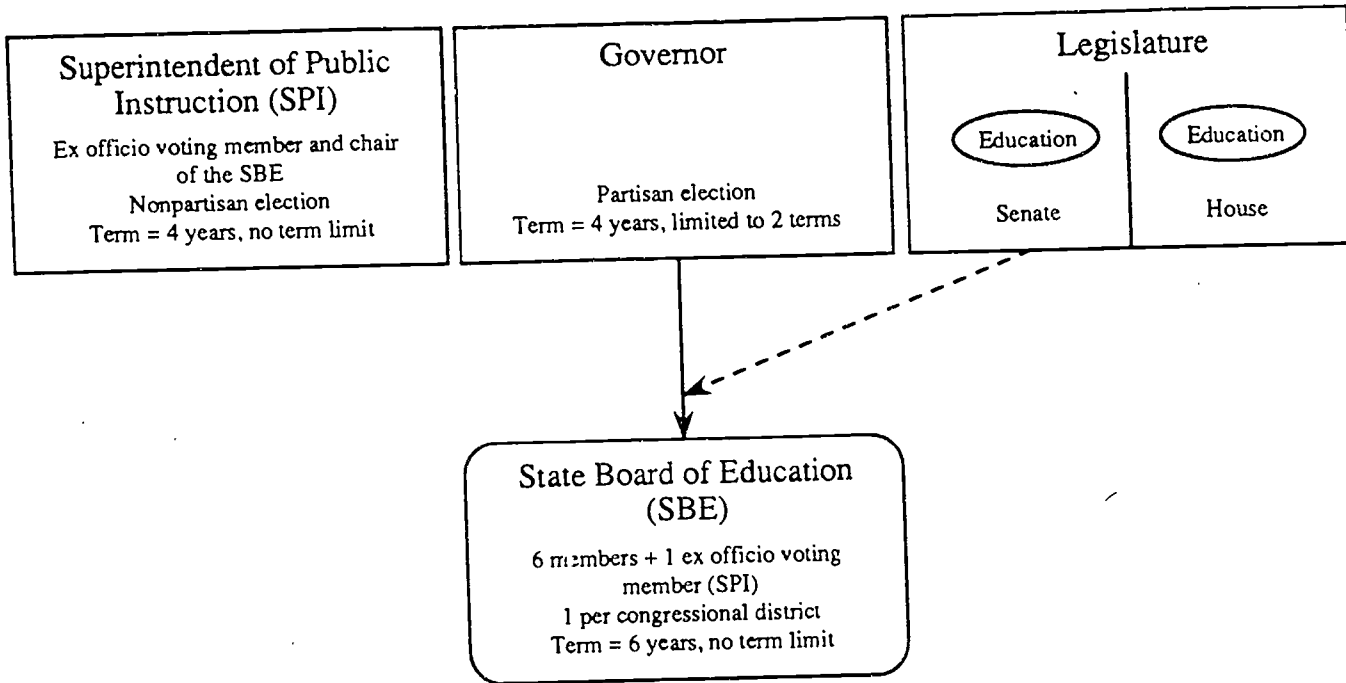 Superintendent of Public
Instruction (SPI)
Ex officio voting member and chair
of the SBE
Nonpartisan election
Term = 4 years, no term limit
Governor
Partisan election
Term = 4 years, limited to 2 terms
Legislature
Education
Senate
Education
House
State Board of Education
(SBE)
6 members + 1 ex officio voting
member (SPI)
1 per congressional district
Term = 6 years, no term limit